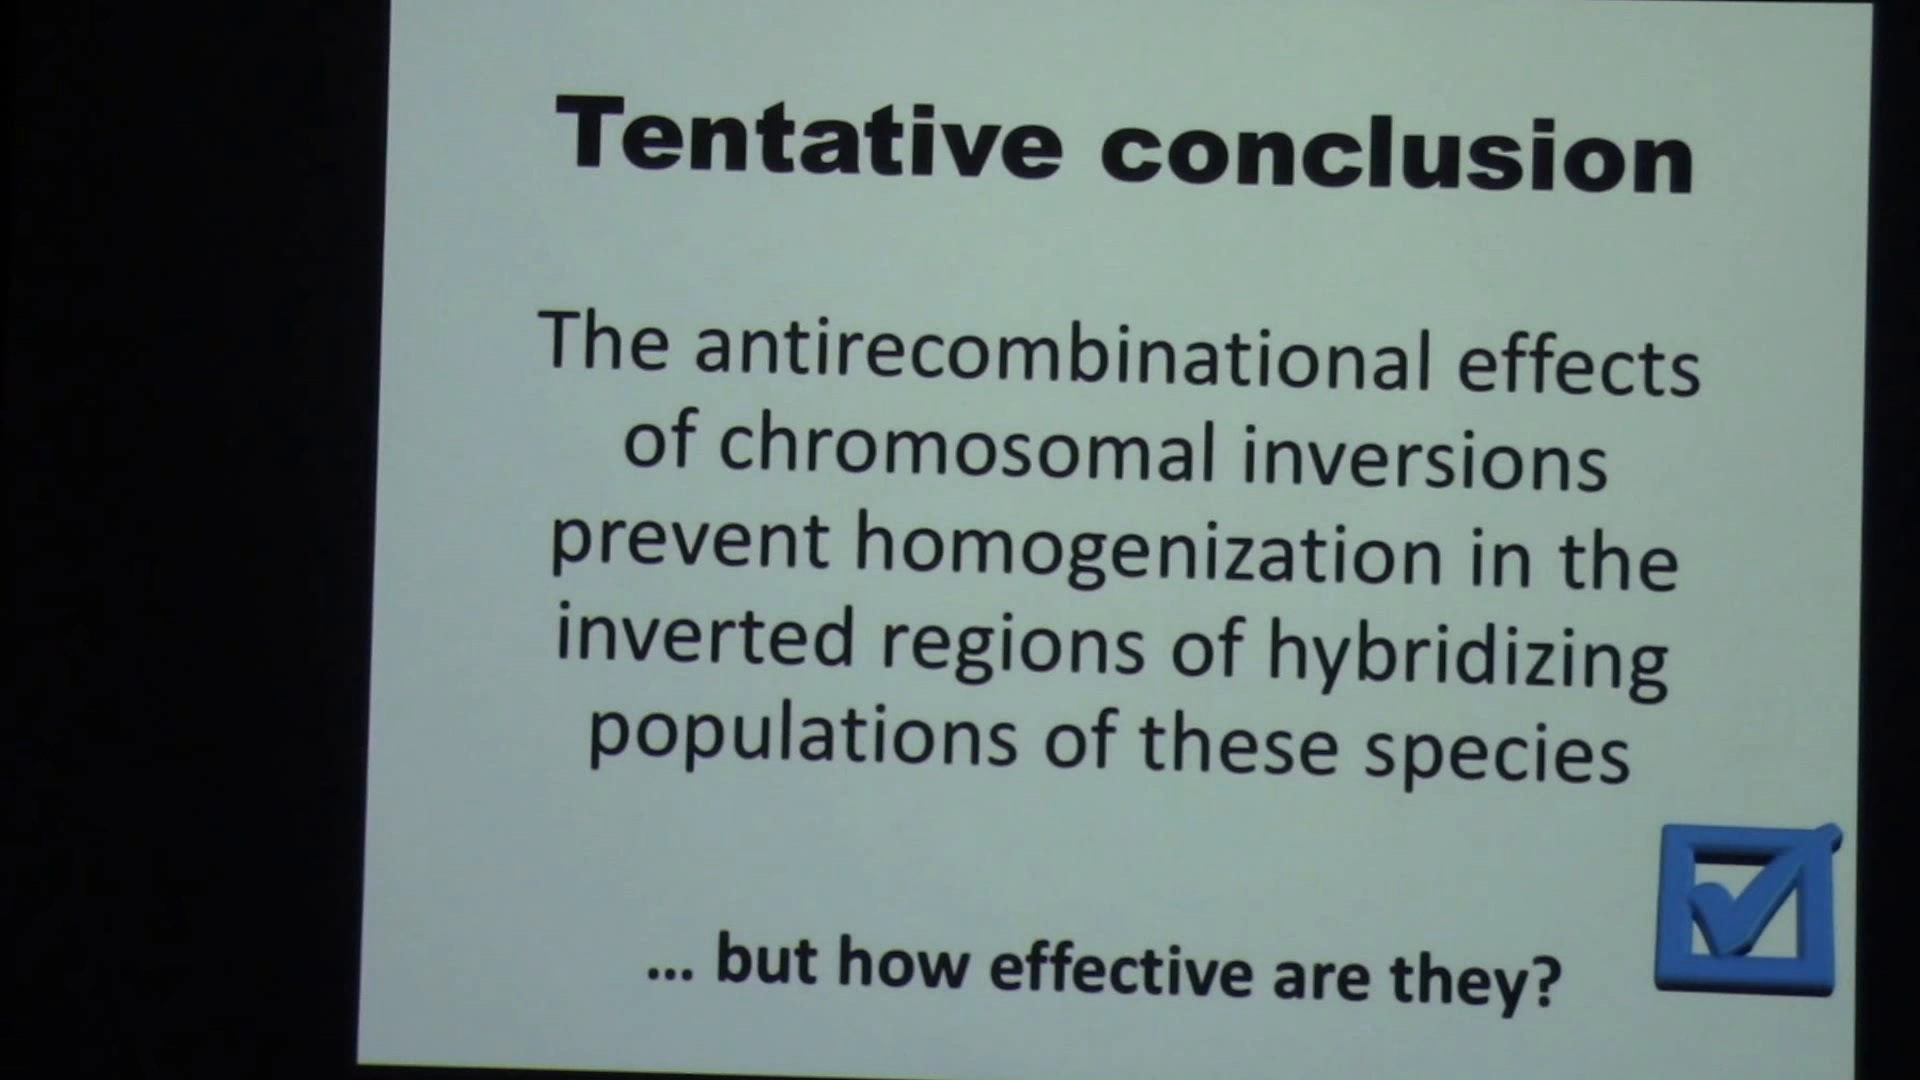 Tentative conclusion
The antirecombinational effects
of chromosomal inversions
prevent homogenization in the
inverted regions of hybridizing
populations of these species
... but how effective are they?